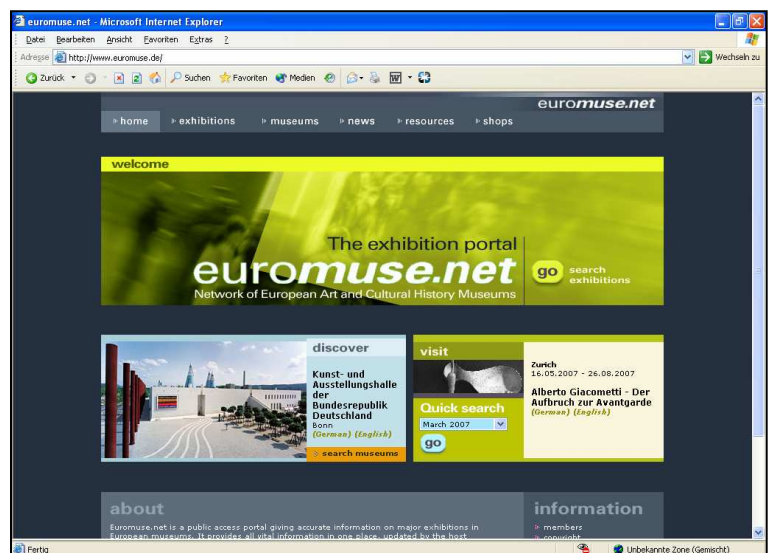 euromuse.net - Microsoft Internet Explorer
Datei Bearbeiten Ansicht Favoriten Extras ?
Adresse http://www.euromuse.de/ Wechseln zu
Zurück Suchen Favoriten Medien
euromuse.net
home exhibitions museums news resources shops
welcome
The exhibition portal
euromuse.net
Network of European Art and Cultural History Museums
go search
exhibitions
discover
Kunst- und
Ausstellungshalle
der
Bundesrepublik
Deutschland
Bonn
(German) (English)
search museums
visit
Quick search
March 2007
go
Zurich
16.05.2007 - 26.08.2007
Alberto Giacometti - Der
Aufbruch zur Avantgarde
(German) (English)
about
Euromuse.net is a public access portal giving accurate information on major exhibitions in
European museums. It provides all vital information in one place, updated by the host
information
members
copyright
Fertig Unbekannte Zone (Gemischt)